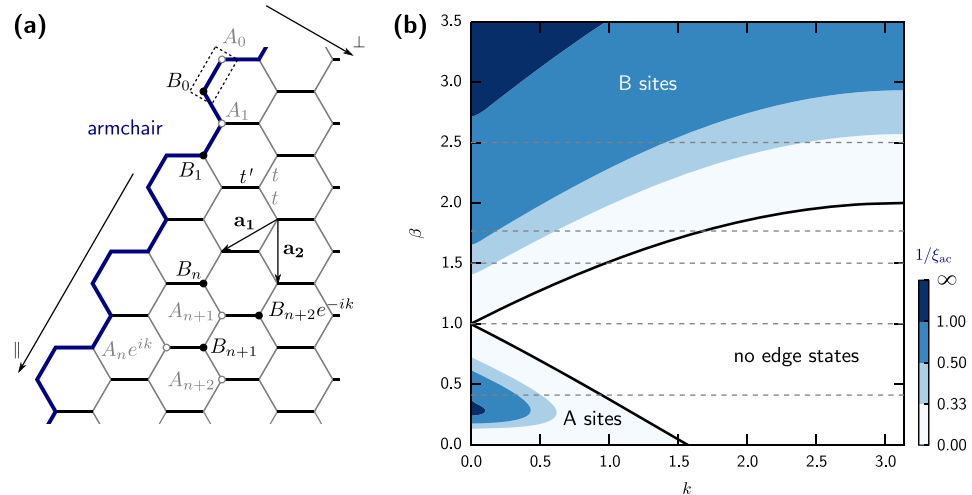 (a)
⊥
A₀
B₀
A₁
armchair
B₁
t′
t
t
a₁
a₂
Bₙ
Aₙ₊₁
Bₙ₊₂e⁻ⁱᵏ
Aₙeⁱᵏ
Bₙ₊₁
∥
Aₙ₊₂
(b)
3.5
3.0
2.5
2.0
1.5
1.0
0.5
0.0
β
B sites
no edge states
A sites
0.0 0.5 1.0 1.5 2.0 2.5 3.0
k
1/ξ_ac
∞
1.00
0.33
0.00